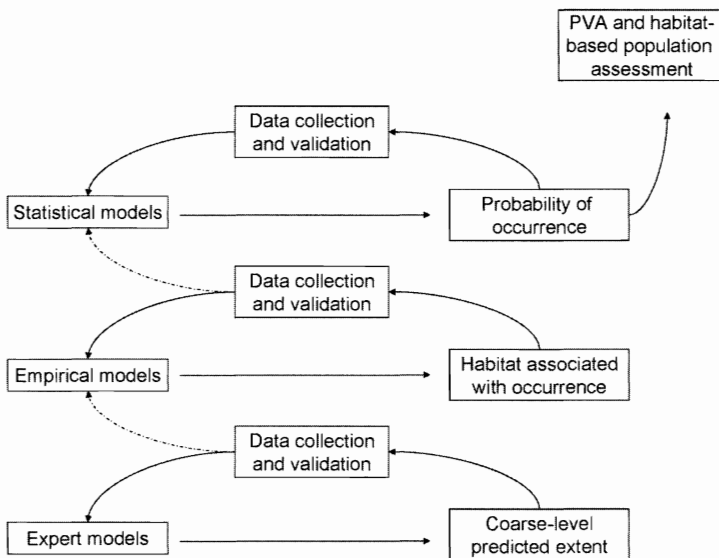 PVA and habitat-
based population
assessment
Data collection
and validation
Statistical models
Probability of
occurrence
Data collection
and validation
Empirical models
Habitat associated
with occurrence
Data collection
and validation
Expert models
Coarse-level
predicted extent